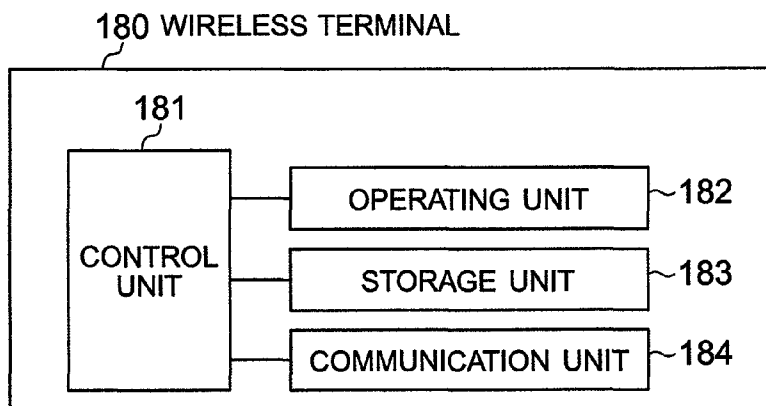 180 WIRELESS TERMINAL
181
CONTROL
UNIT
OPERATING UNIT
182
STORAGE UNIT
183
COMMUNICATION UNIT
184